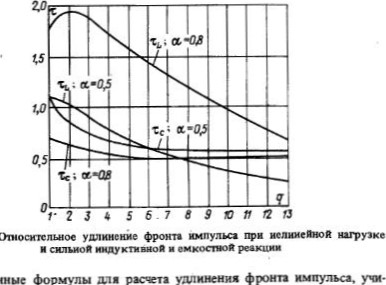 2,0
τ
τL; α=0,8
1,5
τL; α=0,5
1,0
τC; α=0,5
0,5
τC; α=0,8
q
0
1 2 3 4 5 6 7 8 9 10 11 12 13
Относительное удлинение фронта импульса при нелинейной нагрузке
и сильной индуктивной и емкостной реакции
нные формулы для расчета удлинения фронта импульса, учи-